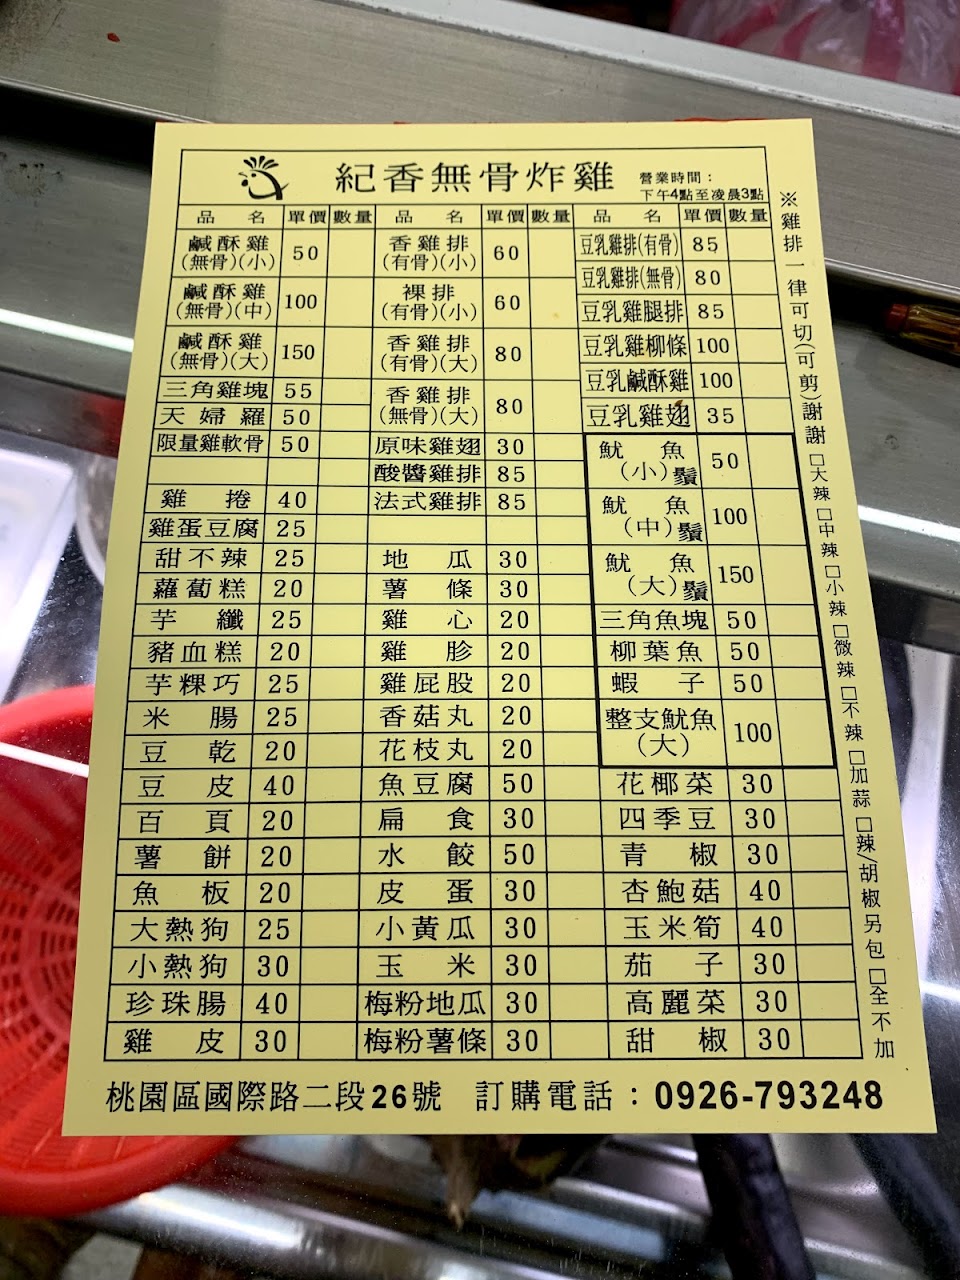 紀香無骨炸雞
營業時間：
下午4點至凌晨3點
品名 單價 數量 品名 單價 數量 品名 單價 數量
鹹酥雞
(無骨)(小) 50
鹹酥雞
(無骨)(中) 100
鹹酥雞
(無骨)(大) 150
三角雞塊 55
天婦羅 50
限量雞軟骨 50
雞捲 40
雞蛋豆腐 25
甜不辣 25
蘿蔔糕 20
芋纖 25
豬血糕 20
芋粿巧 25
米腸 25
豆乾 20
豆皮 40
百頁 20
薯餅 20
魚板 20
大熱狗 25
小熱狗 30
珍珠腸 40
雞皮 30
香雞排
(有骨)(小) 60
裸排
(有骨)(小) 60
香雞排
(有骨)(大) 80
香雞排
(無骨)(大) 80
原味雞翅 30
酸醬雞排 85
法式雞排 85
地瓜 30
薯條 30
雞心 20
雞胗 20
雞屁股 20
香菇丸 20
花枝丸 20
魚豆腐 50
扁食 30
水餃 50
皮蛋 30
小黃瓜 30
玉米 30
梅粉地瓜 30
梅粉薯條 30
豆乳雞排(有骨) 85
豆乳雞排(無骨) 80
豆乳雞腿排 85
豆乳雞柳條 100
豆乳鹹酥雞 100
豆乳雞翅 35
魷魚
(小)鬚 50
魷魚
(中)鬚 100
魷魚
(大)鬚 150
三角魚塊 50
柳葉魚 50
蝦子 50
整支魷魚
(大) 100
花椰菜 30
四季豆 30
青椒 30
杏鮑菇 40
玉米筍 40
茄子 30
高麗菜 30
甜椒 30
※雞排一律可切(可剪)謝謝 □大辣 □中辣 □小辣 □微辣 □不辣 □加蒜 □辣/胡椒另包 □全不加
桃園區國際路二段26號 訂購電話：0926-793248